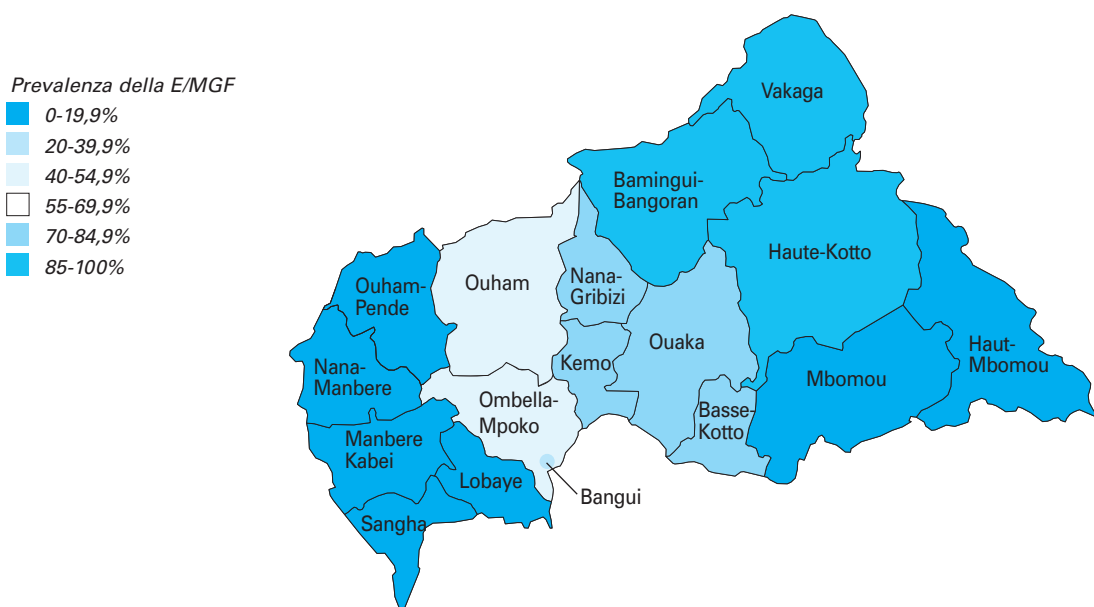 Prevalenza della E/MGF
0-19,9%
20-39,9%
40-54,9%
55-69,9%
70-84,9%
85-100%
Vakaga
Bamingui-
Bangoran
Haute-Kotto
Ouham
Nana-
Gribizi
Ouham-
Pende
Ouaka
Haut-
Mbomou
Kemo
Nana-
Manbere
Mbomou
Ombella-
Mpoko
Basse-
Kotto
Manbere
Kabei
Lobaye
Bangui
Sangha